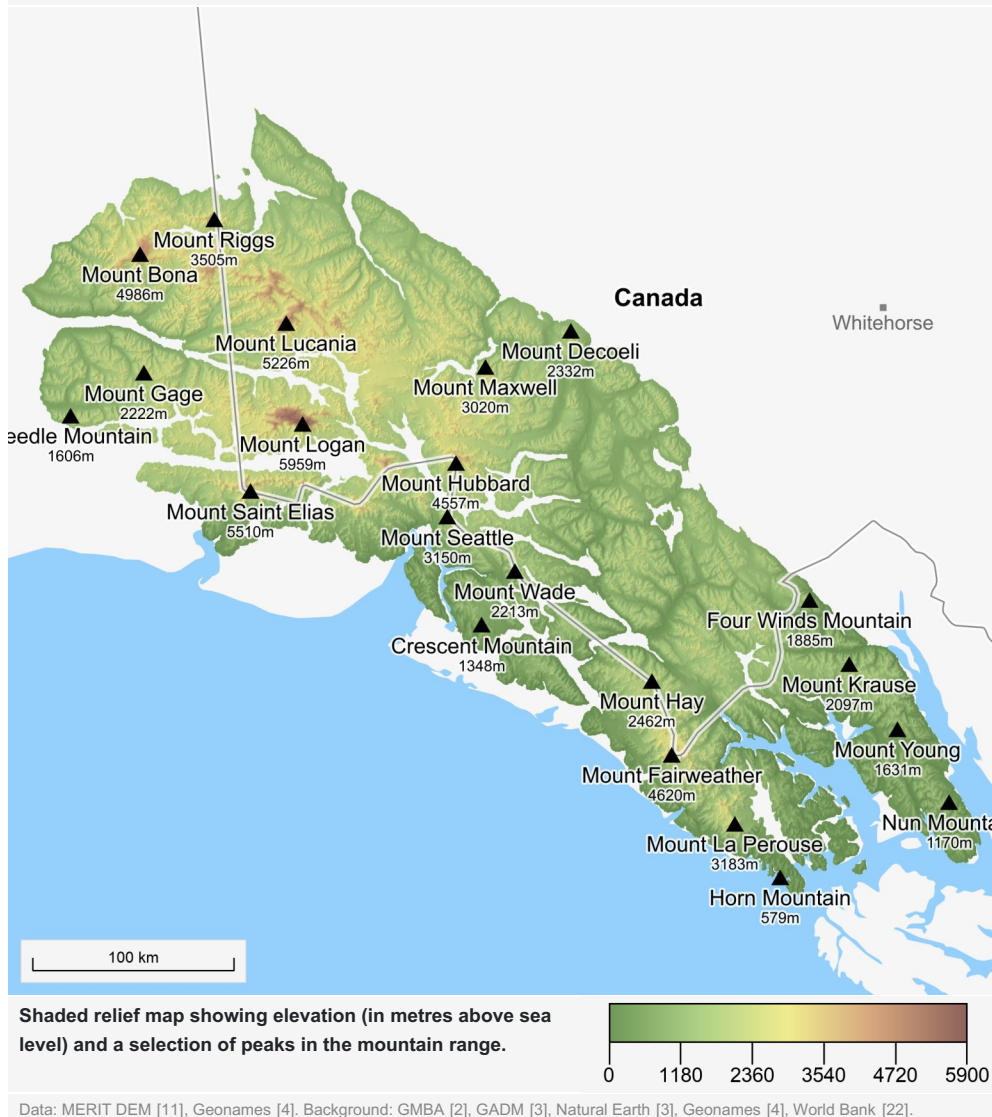 Canada
Whitehorse
Mount Riggs
3505m
Mount Bona
4986m
Mount Lucania
5226m
Mount Decoeli
2332m
Mount Maxwell
3020m
Mount Gage
2222m
eedle Mountain
1606m
Mount Logan
5959m
Mount Hubbard
4557m
Mount Saint Elias
5510m
Mount Seattle
3150m
Mount Wade
2213m
Four Winds Mountain
1885m
Crescent Mountain
1348m
Mount Krause
2097m
Mount Hay
2462m
Mount Young
1631m
Mount Fairweather
4620m
Nun Mounta
1170m
Mount La Perouse
3183m
Horn Mountain
579m
100 km
Shaded relief map showing elevation (in metres above sea
level) and a selection of peaks in the mountain range.
0 1180 2360 3540 4720 5900
Data: MERIT DEM [11], Geonames [4]. Background: GMBA [2], GADM [3], Natural Earth [3], Geonames [4], World Bank [22].